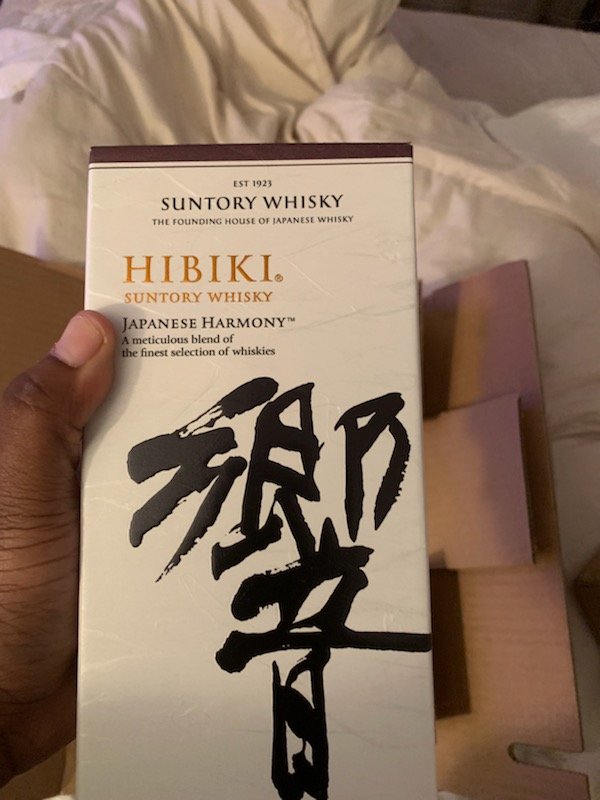 EST 1923
SUNTORY WHISKY
THE FOUNDING HOUSE OF JAPANESE WHISKY
HIBIKI®
SUNTORY WHISKY
JAPANESE HARMONY™
A meticulous blend of
the finest selection of whiskies
響